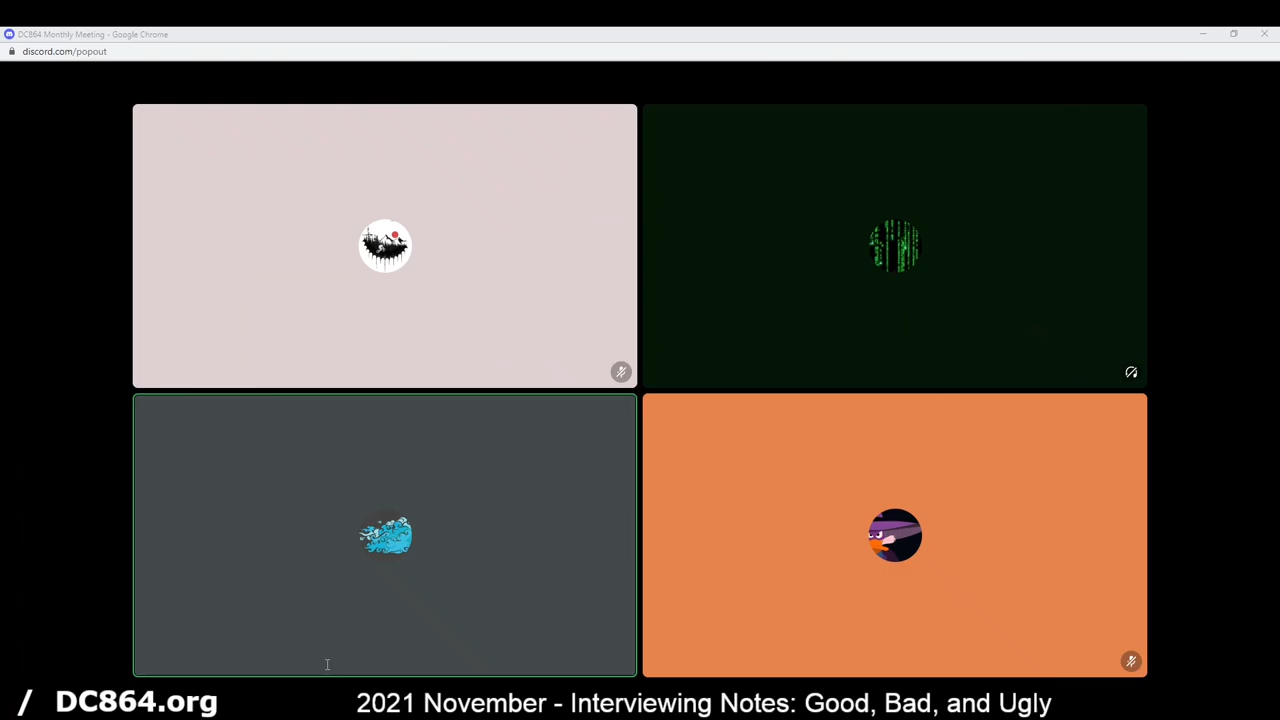 DC864 Monthly Meeting - Google Chrome
discord.com/popout
/ DC864.org
2021 November - Interviewing Notes: Good, Bad, and Ugly